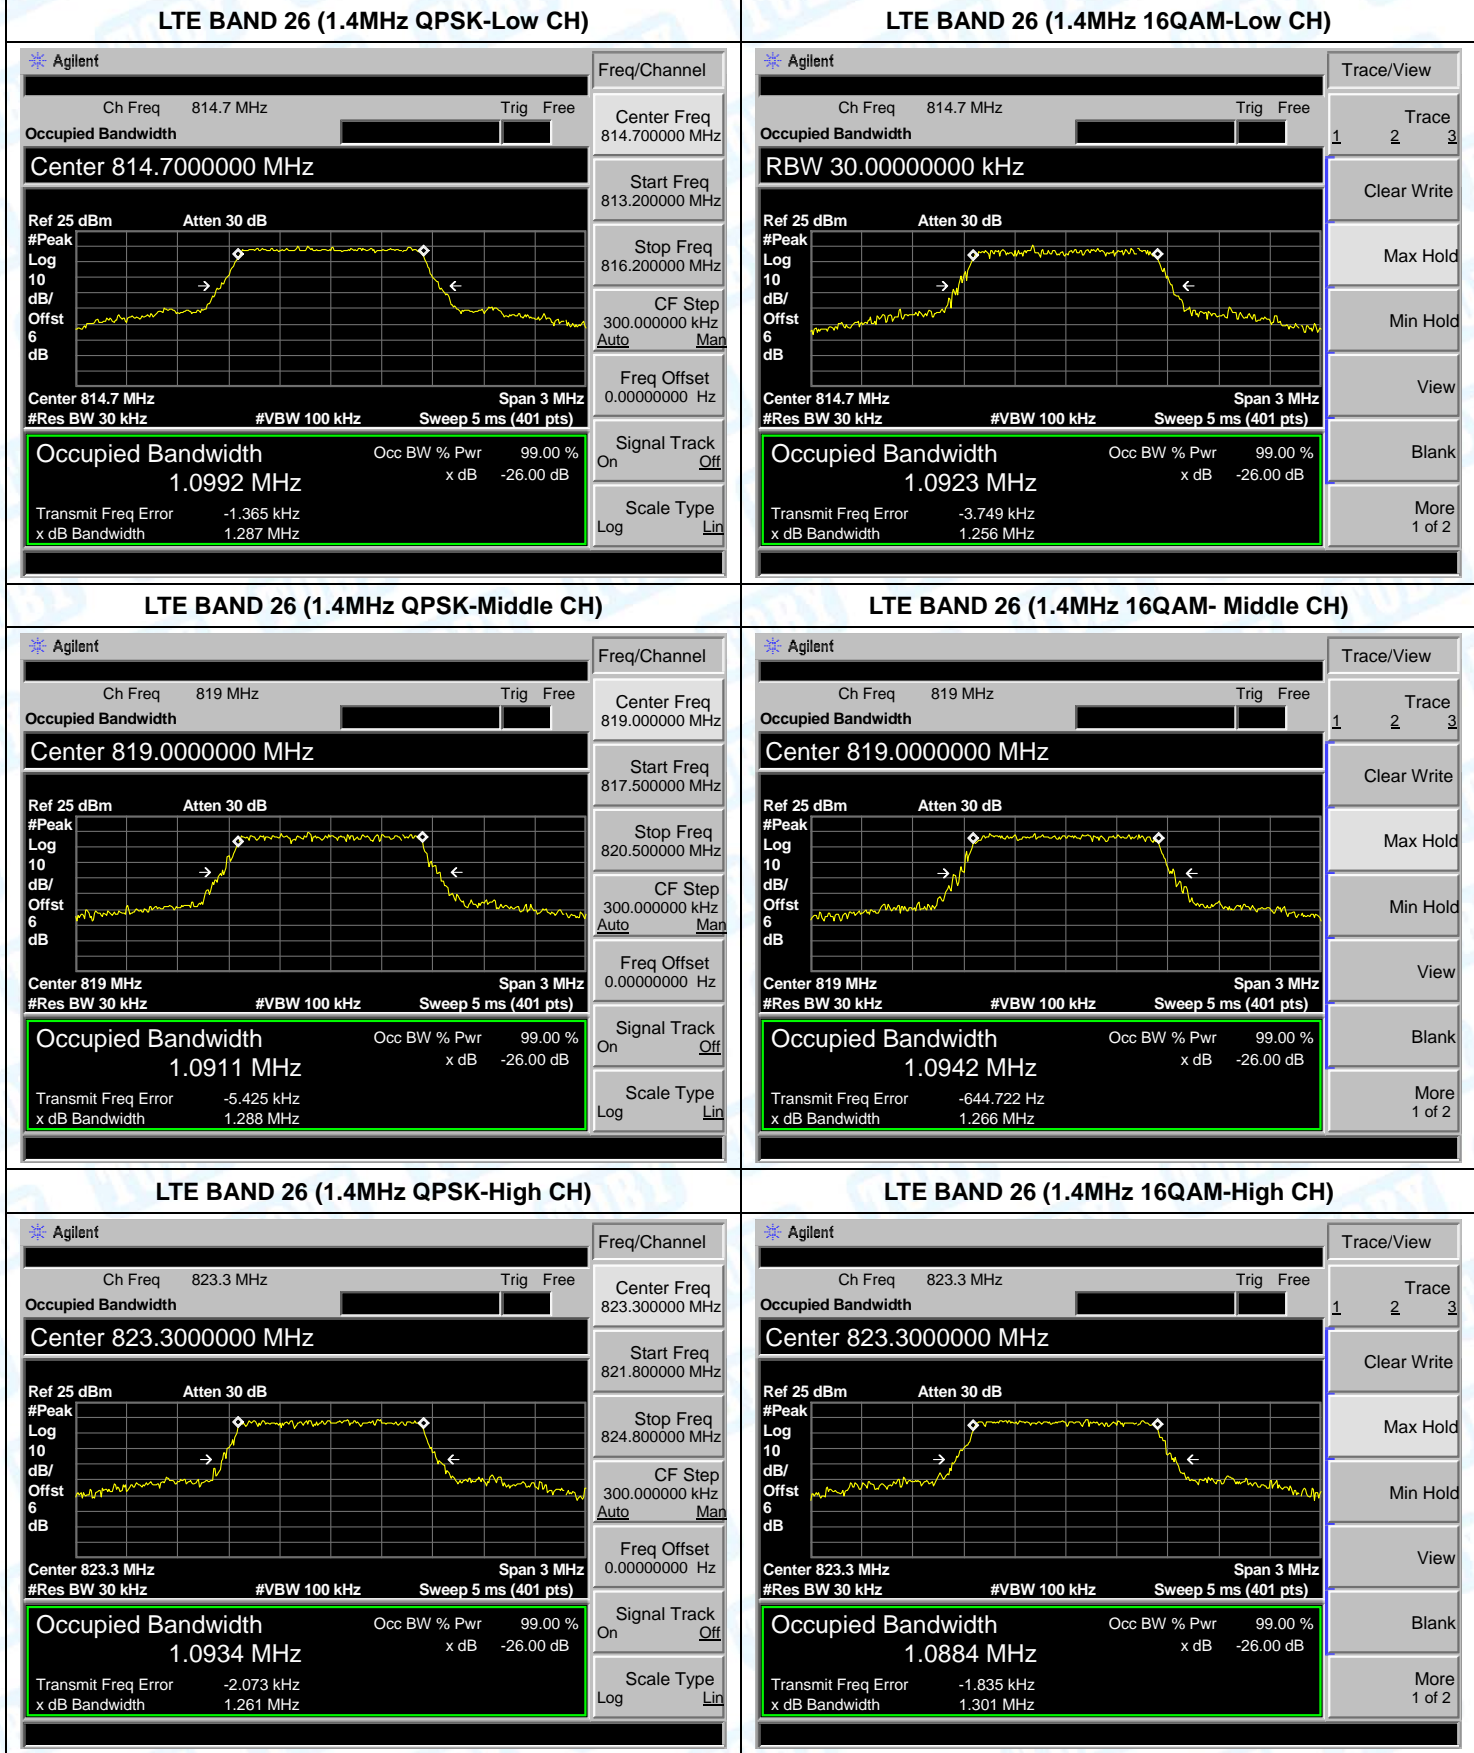 LTE BAND 26 (1.4MHz QPSK-Low CH)
Agilent
Freq/Channel
Ch Freq 814.7 MHz Trig Free
Occupied Bandwidth
Center 814.7000000 MHz
Ref 25 dBm Atten 30 dB
#Peak
Log
10
dB/
Offst
6
dB
Center 814.7 MHz Span 3 MHz
#Res BW 30 kHz #VBW 100 kHz Sweep 5 ms (401 pts)
Occupied Bandwidth Occ BW % Pwr 99.00 %
1.0992 MHz x dB -26.00 dB
Transmit Freq Error -1.365 kHz
x dB Bandwidth 1.287 MHz
Center Freq
814.700000 MHz
Start Freq
813.200000 MHz
Stop Freq
816.200000 MHz
CF Step
300.000000 kHz
Auto Man
Freq Offset
0.00000000 Hz
Signal Track
On Off
Scale Type
Log Lin
LTE BAND 26 (1.4MHz 16QAM-Low CH)
Agilent
Trace/View
Ch Freq 814.7 MHz Trig Free
Occupied Bandwidth
RBW 30.00000000 kHz
Ref 25 dBm Atten 30 dB
#Peak
Log
10
dB/
Offst
6
dB
Center 814.7 MHz Span 3 MHz
#Res BW 30 kHz #VBW 100 kHz Sweep 5 ms (401 pts)
Occupied Bandwidth Occ BW % Pwr 99.00 %
1.0923 MHz x dB -26.00 dB
Transmit Freq Error -3.749 kHz
x dB Bandwidth 1.256 MHz
Trace
1 2 3
Clear Write
Max Hold
Min Hold
View
Blank
More
1 of 2
LTE BAND 26 (1.4MHz QPSK-Middle CH)
Agilent
Freq/Channel
Ch Freq 819 MHz Trig Free
Occupied Bandwidth
Center 819.0000000 MHz
Ref 25 dBm Atten 30 dB
#Peak
Log
10
dB/
Offst
6
dB
Center 819 MHz Span 3 MHz
#Res BW 30 kHz #VBW 100 kHz Sweep 5 ms (401 pts)
Occupied Bandwidth Occ BW % Pwr 99.00 %
1.0911 MHz x dB -26.00 dB
Transmit Freq Error -5.425 kHz
x dB Bandwidth 1.288 MHz
Center Freq
819.000000 MHz
Start Freq
817.500000 MHz
Stop Freq
820.500000 MHz
CF Step
300.000000 kHz
Auto Man
Freq Offset
0.00000000 Hz
Signal Track
On Off
Scale Type
Log Lin
LTE BAND 26 (1.4MHz 16QAM- Middle CH)
Agilent
Trace/View
Ch Freq 819 MHz Trig Free
Occupied Bandwidth
Center 819.0000000 MHz
Ref 25 dBm Atten 30 dB
#Peak
Log
10
dB/
Offst
6
dB
Center 819 MHz Span 3 MHz
#Res BW 30 kHz #VBW 100 kHz Sweep 5 ms (401 pts)
Occupied Bandwidth Occ BW % Pwr 99.00 %
1.0942 MHz x dB -26.00 dB
Transmit Freq Error -644.722 Hz
x dB Bandwidth 1.266 MHz
Trace
1 2 3
Clear Write
Max Hold
Min Hold
View
Blank
More
1 of 2
LTE BAND 26 (1.4MHz QPSK-High CH)
Agilent
Freq/Channel
Ch Freq 823.3 MHz Trig Free
Occupied Bandwidth
Center 823.3000000 MHz
Ref 25 dBm Atten 30 dB
#Peak
Log
10
dB/
Offst
6
dB
Center 823.3 MHz Span 3 MHz
#Res BW 30 kHz #VBW 100 kHz Sweep 5 ms (401 pts)
Occupied Bandwidth Occ BW % Pwr 99.00 %
1.0934 MHz x dB -26.00 dB
Transmit Freq Error -2.073 kHz
x dB Bandwidth 1.261 MHz
Center Freq
823.300000 MHz
Start Freq
821.800000 MHz
Stop Freq
824.800000 MHz
CF Step
300.000000 kHz
Auto Man
Freq Offset
0.00000000 Hz
Signal Track
On Off
Scale Type
Log Lin
LTE BAND 26 (1.4MHz 16QAM-High CH)
Agilent
Trace/View
Ch Freq 823.3 MHz Trig Free
Occupied Bandwidth
Center 823.3000000 MHz
Ref 25 dBm Atten 30 dB
#Peak
Log
10
dB/
Offst
6
dB
Center 823.3 MHz Span 3 MHz
#Res BW 30 kHz #VBW 100 kHz Sweep 5 ms (401 pts)
Occupied Bandwidth Occ BW % Pwr 99.00 %
1.0884 MHz x dB -26.00 dB
Transmit Freq Error -1.835 kHz
x dB Bandwidth 1.301 MHz
Trace
1 2 3
Clear Write
Max Hold
Min Hold
View
Blank
More
1 of 2